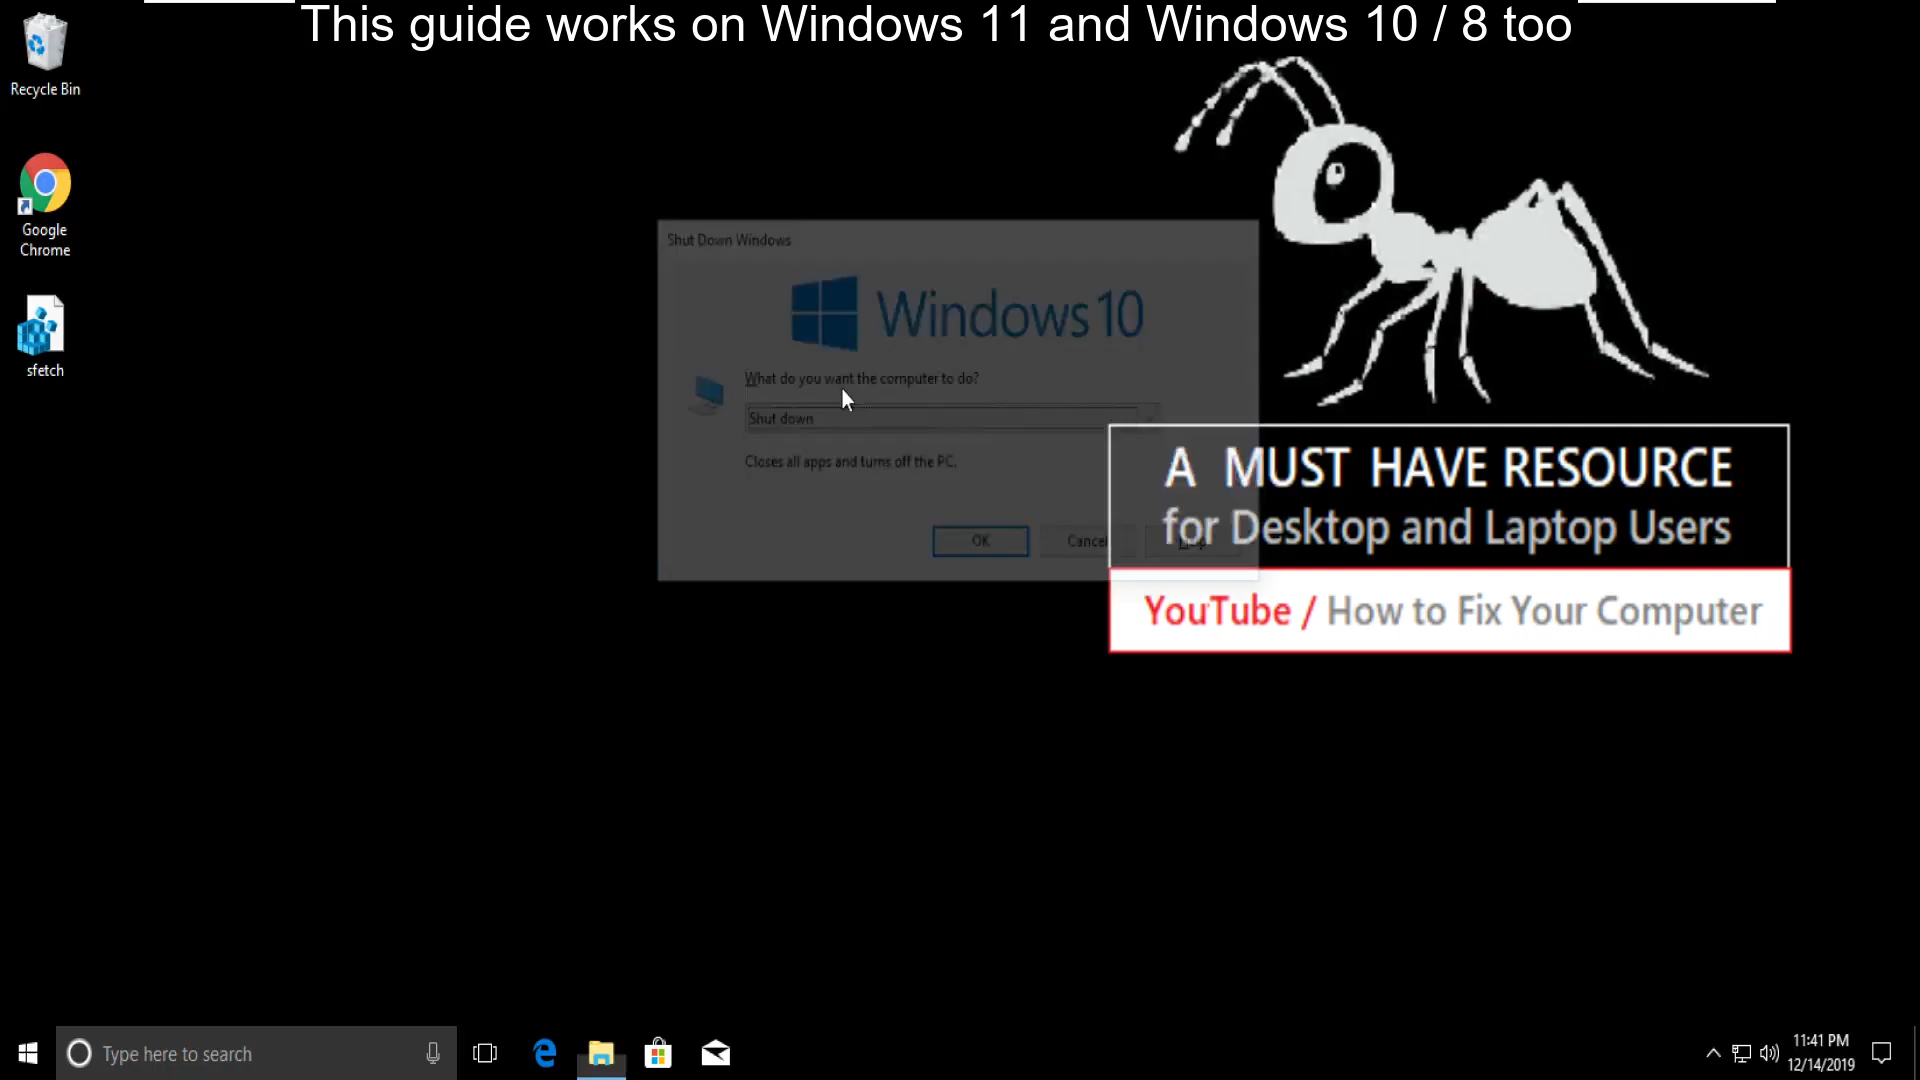 This guide works on Windows 11 and Windows 10 / 8 too
Recycle Bin
Google
Chrome
sfetch
Shut Down Windows
Windows 10
What do you want the computer to do?
Shut down
Closes all apps and turns off the PC.
OK
Cancel
Help
A MUST HAVE RESOURCE
for Desktop and Laptop Users
YouTube / How to Fix Your Computer
Type here to search
11:41 PM
12/14/2019